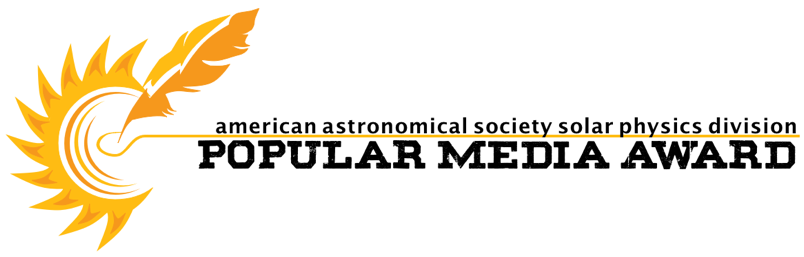 american astronomical society solar physics division
POPULAR MEDIA AWARD